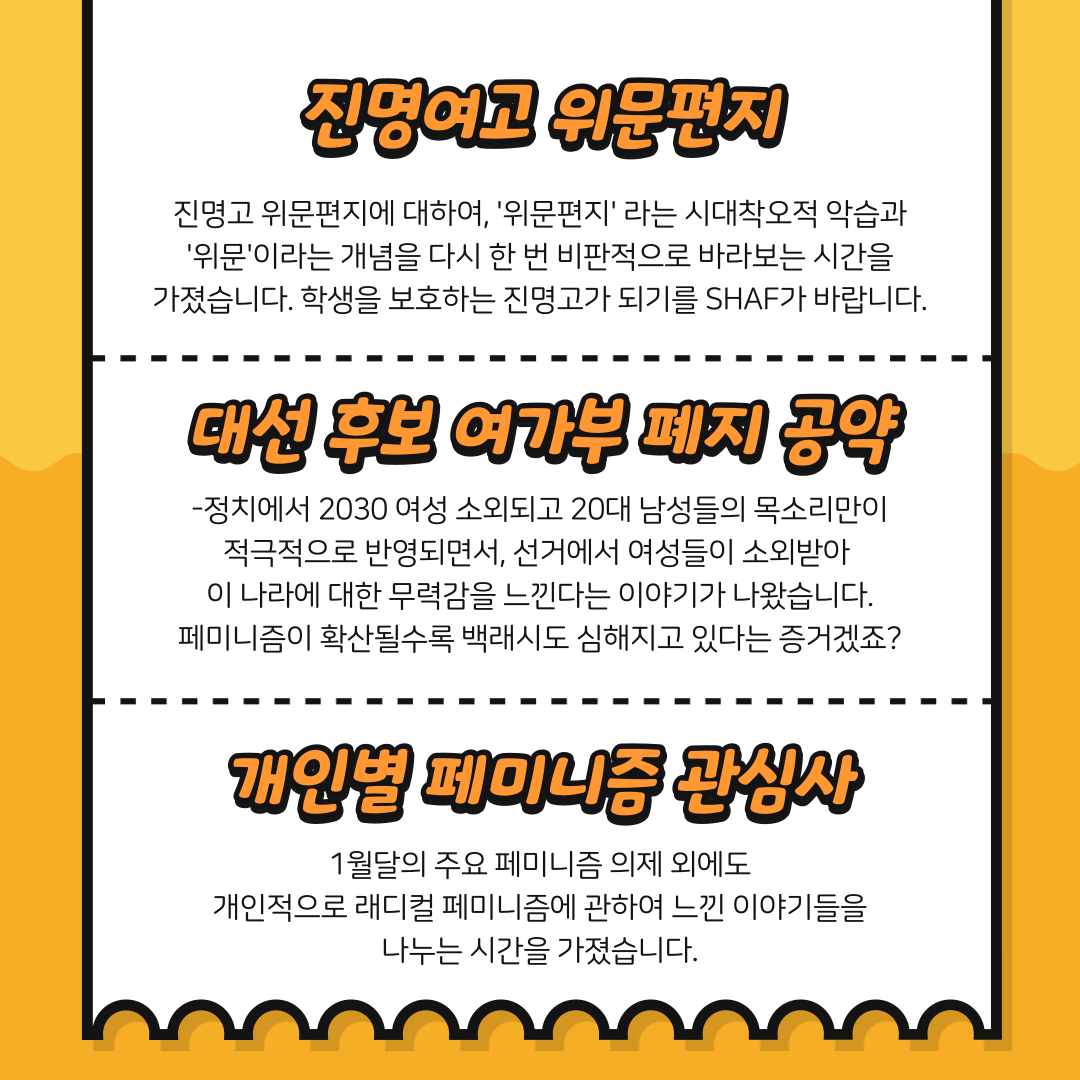 진명여고 위문편지
진명고 위문편지에 대하여, '위문편지' 라는 시대착오적 악습과
'위문'이라는 개념을 다시 한 번 비판적으로 바라보는 시간을
가졌습니다. 학생을 보호하는 진명고가 되기를 SHAF가 바랍니다.
대선 후보 여가부 폐지 공약
-정치에서 2030 여성 소외되고 20대 남성들의 목소리만이
적극적으로 반영되면서, 선거에서 여성들이 소외받아
이 나라에 대한 무력감을 느낀다는 이야기가 나왔습니다.
페미니즘이 확산될수록 백래시도 심해지고 있다는 증거겠죠?
개인별 페미니즘 관심사
1월달의 주요 페미니즘 의제 외에도
개인적으로 래디컬 페미니즘에 관하여 느낀 이야기들을
나누는 시간을 가졌습니다.